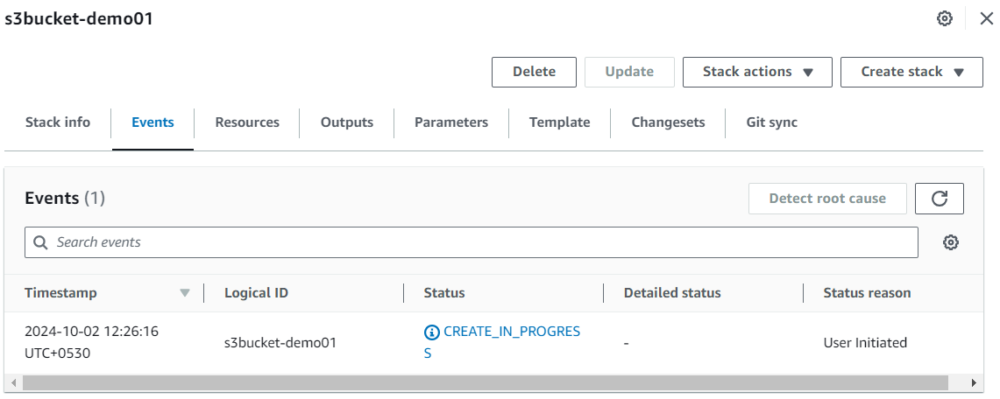 s3bucket-demo01
Delete
Update
Stack actions
Create stack
Stack info
Events
Resources
Outputs
Parameters
Template
Changesets
Git sync
Events (1)
Detect root cause
Search events
Timestamp
Logical ID
Status
Detailed status
Status reason
2024-10-02 12:26:16
UTC+0530
s3bucket-demo01
CREATE_IN_PROGRES
S
-
User Initiated